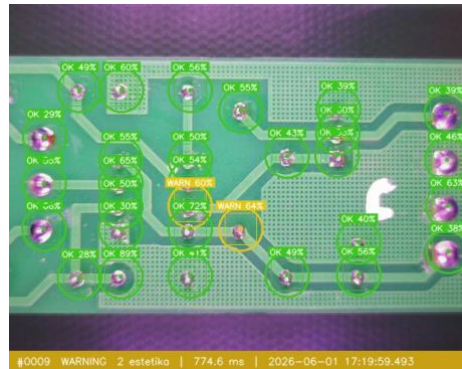 OK 49%
OK 60%
OK 56%
OK 55%
OK 39%
OK 39%
OK 29%
OK 55%
OK 50%
OK 43%
OK 46%
OK 65%
OK 54%
OK 50%
WARN 60%
OK 63%
OK 30%
OK 72%
WARN 64%
OK 40%
OK 38%
OK 28%
OK 89%
OK 41%
OK 49%
OK 56%
#0009 WARNING 2 estetika | 774.6 ms | 2026-06-01 17:19:59.493